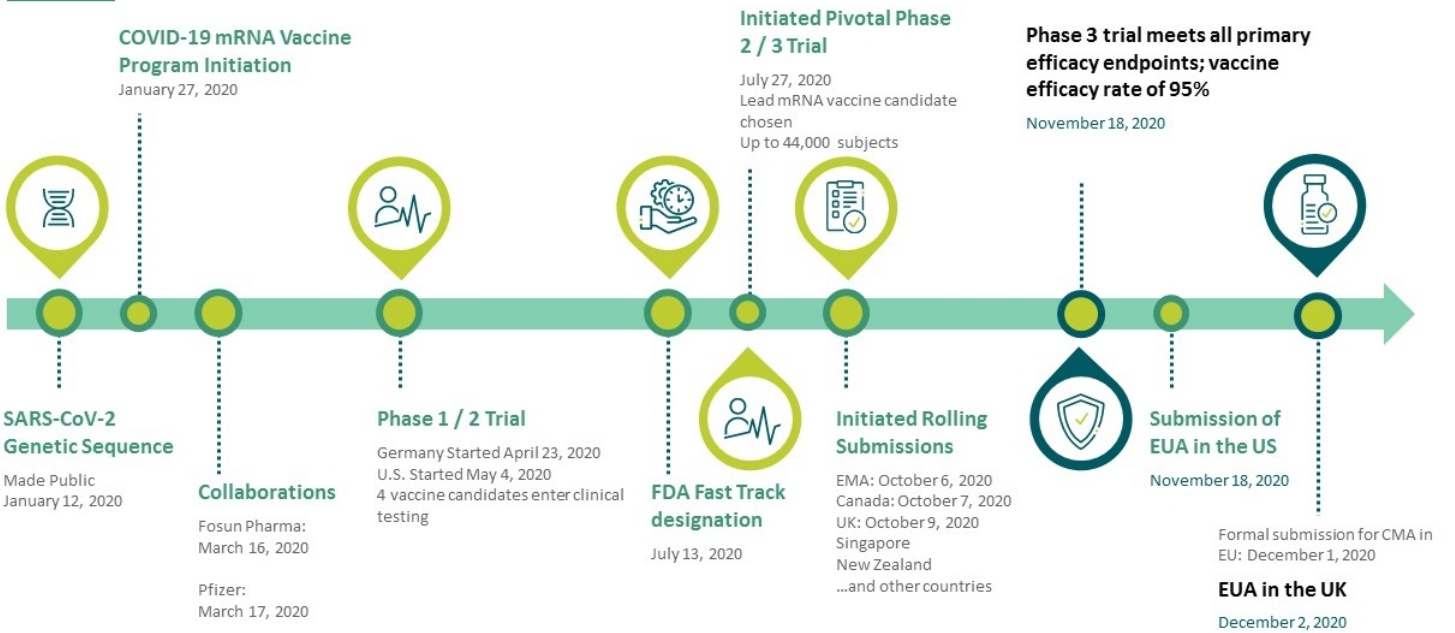 SARS-CoV-2
Genetic Sequence
Made Public
January 12, 2020
COVID-19 mRNA Vaccine
Program Initiation
January 27, 2020
Collaborations
Fosun Pharma:
March 16, 2020
Pfizer:
March 17, 2020
Phase 1 / 2 Trial
Germany Started April 23, 2020
U.S. Started May 4, 2020
4 vaccine candidates enter clinical
testing
FDA Fast Track
designation
July 13, 2020
Initiated Pivotal Phase
2 / 3 Trial
July 27, 2020
Lead mRNA vaccine candidate
chosen
Up to 44,000 subjects
Initiated Rolling
Submissions
EMA: October 6, 2020
Canada: October 7, 2020
UK: October 9, 2020
Singapore
New Zealand
...and other countries
Phase 3 trial meets all primary
efficacy endpoints; vaccine
efficacy rate of 95%
November 18, 2020
Submission of
EUA in the US
November 18, 2020
Formal submission for CMA in
EU: December 1, 2020
EUA in the UK
December 2, 2020